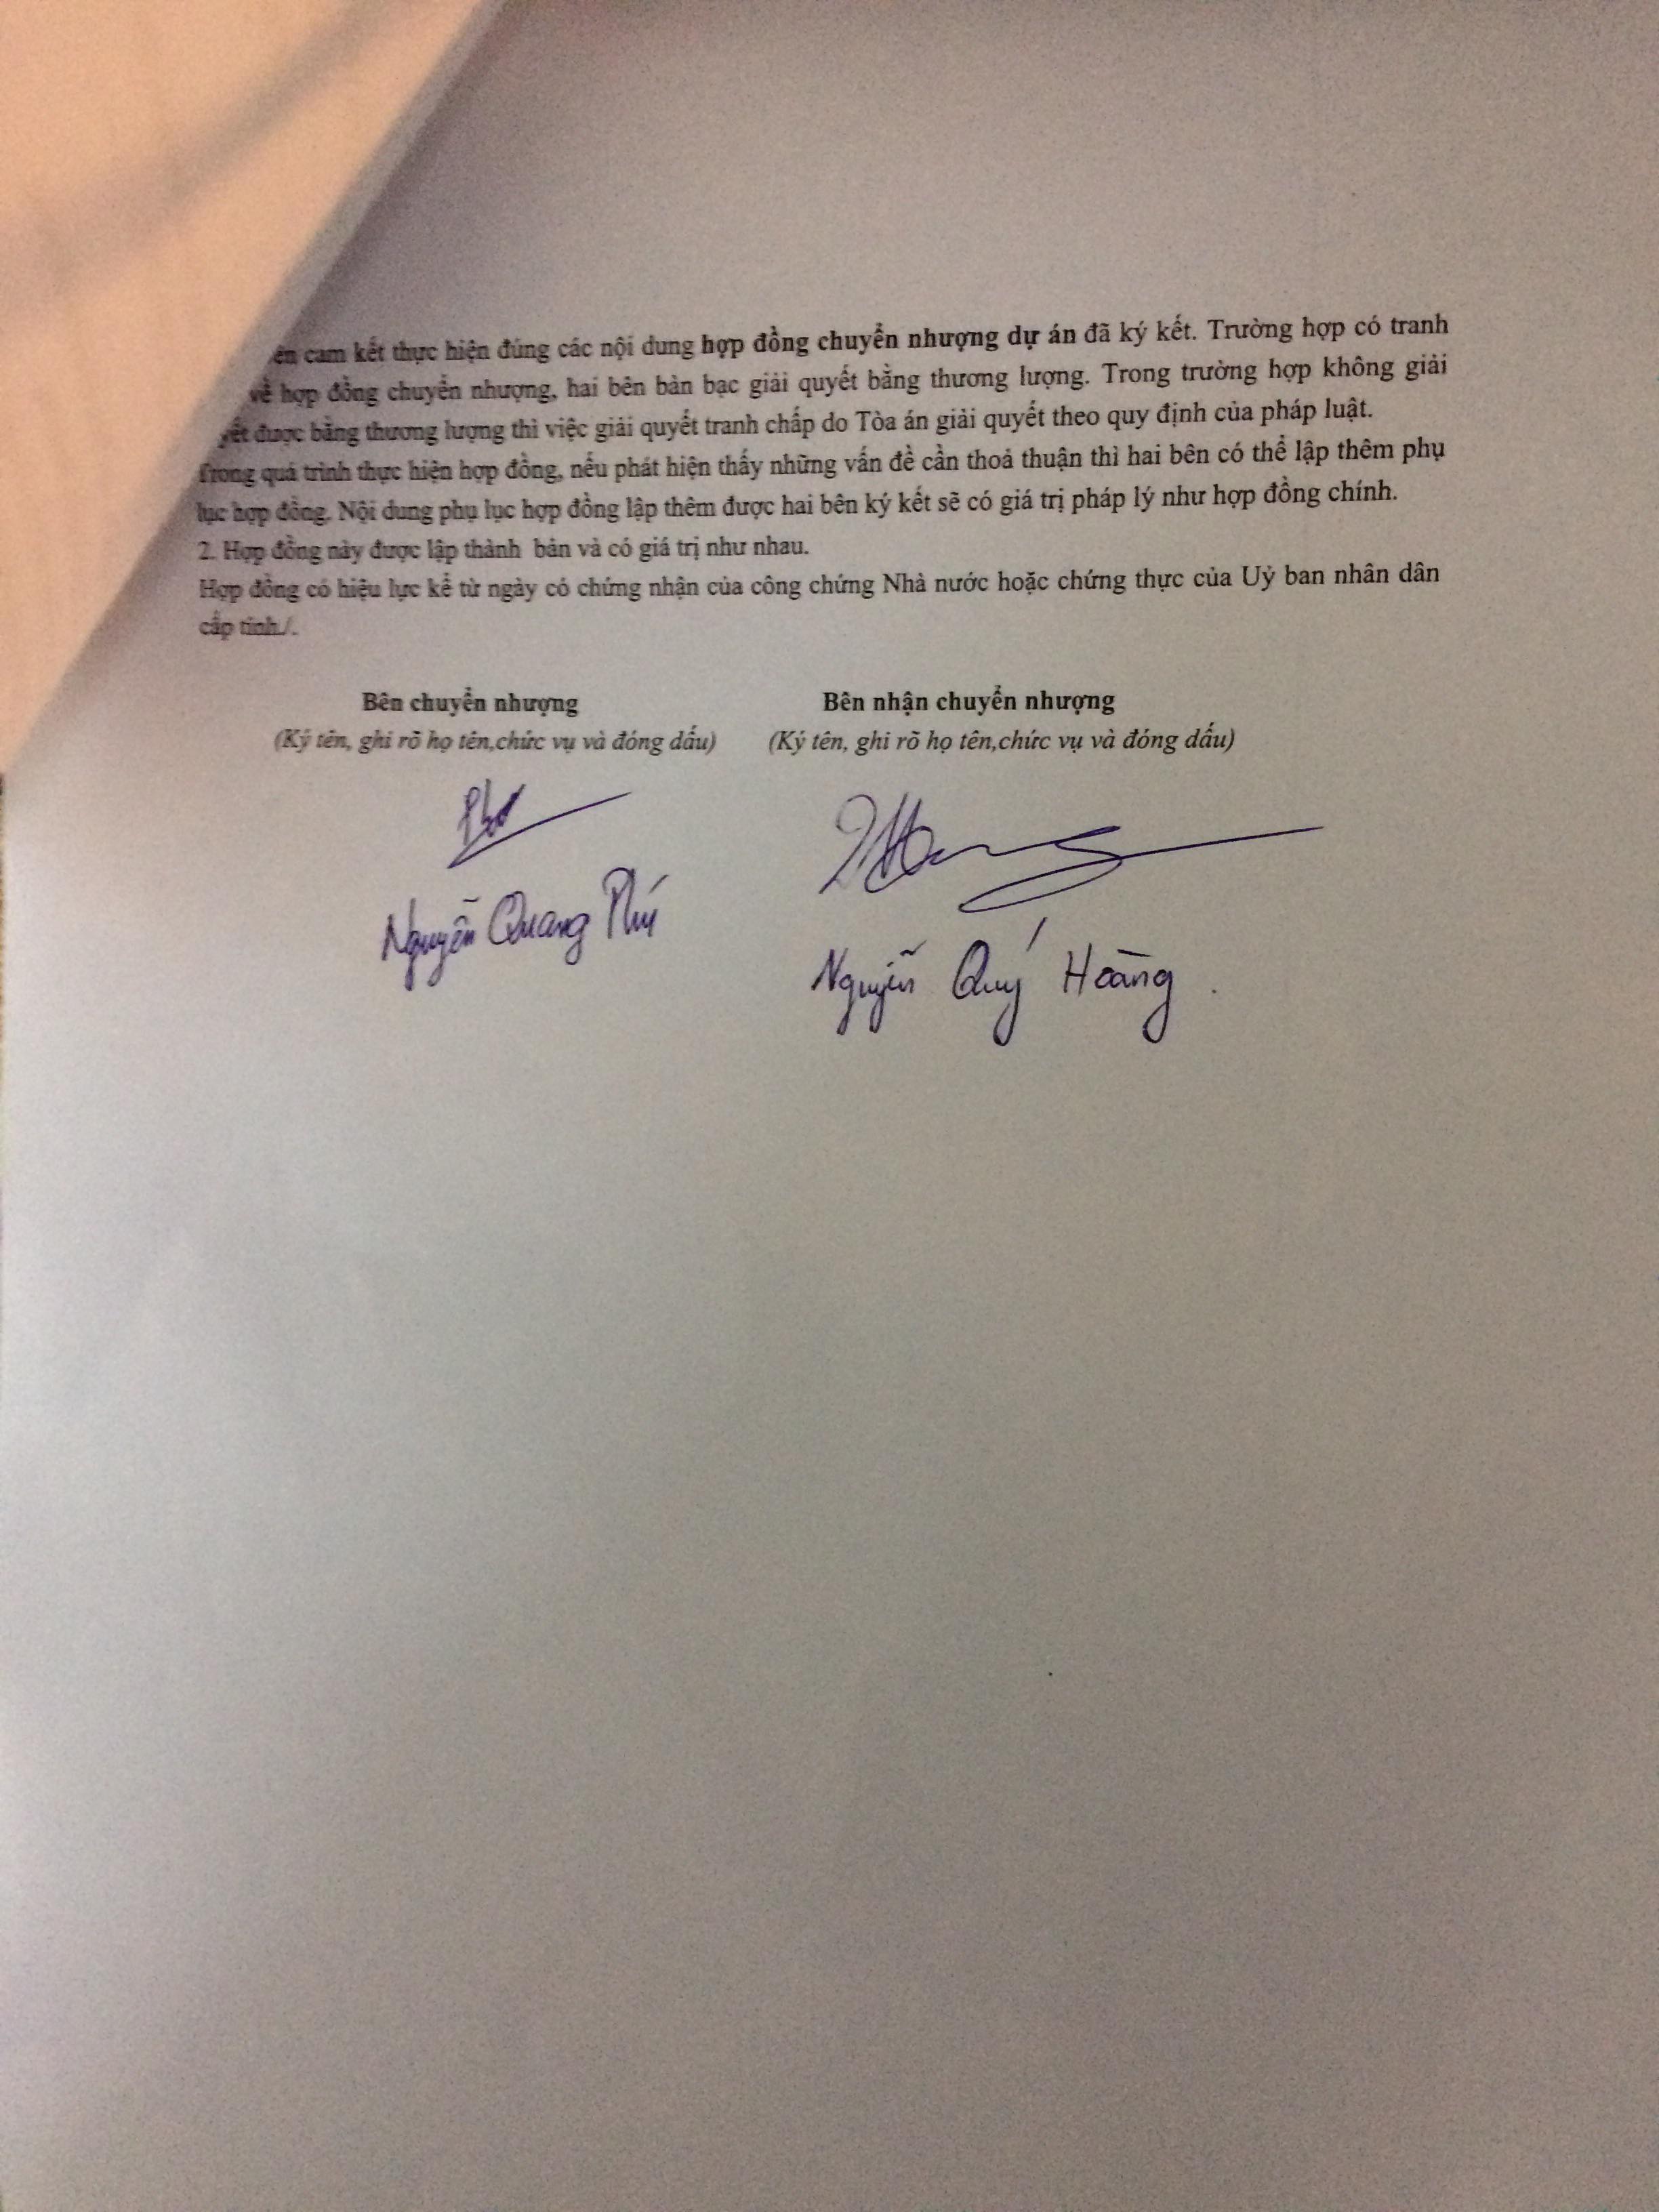 cam kết thực hiện đúng các nội dung hợp đồng chuyển nhượng dự án đã ký kết. Trường hợp có tranh
về hợp đồng chuyển nhượng, hai bên bàn bạc giải quyết bằng thương lượng. Trong trường hợp không giải
được bằng thương lượng thì việc giải quyết tranh chấp do Tòa án giải quyết theo quy định của pháp luật.
Trong quá trình thực hiện hợp đồng, nếu phát hiện thấy những vấn đề cần thoả thuận thì hai bên có thể lập thêm phụ
lục hợp đồng. Nội dung phụ lục hợp đồng lập thêm được hai bên ký kết sẽ có giá trị pháp lý như hợp đồng chính.
2. Hợp đồng này được lập thành bản và có giá trị như nhau.
Hợp đồng có hiệu lực kể từ ngày có chứng nhận của công chứng Nhà nước hoặc chứng thực của Uỷ ban nhân dân
cấp tỉnh./.
Bên chuyển nhượng
(Ký tên, ghi rõ họ tên,chức vụ và đóng dấu)
Nguyễn Quang Phú
Bên nhận chuyển nhượng
(Ký tên, ghi rõ họ tên,chức vụ và đóng dấu)
Nguyễn Quý Hoàng